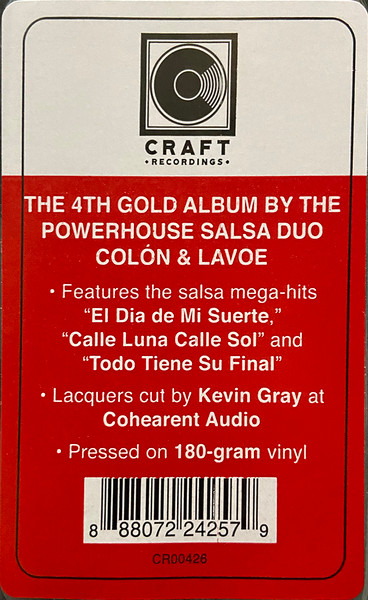 CRAFT
•RECORDINGS•
THE 4TH GOLD ALBUM BY THE
POWERHOUSE SALSA DUO
COLÓN & LAVOE
• Features the salsa mega-hits
“El Dia de Mi Suerte,”
“Calle Luna Calle Sol” and
“Todo Tiene Su Final”
• Lacquers cut by Kevin Gray at
Cohearent Audio
• Pressed on 180-gram vinyl
8 88072 24257 9
CR00426